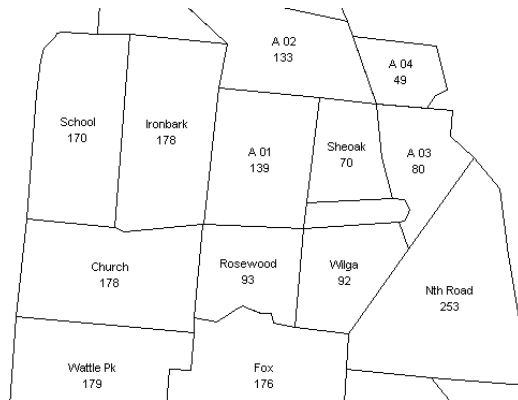 A 02
133
A 04
49
School
170
Ironbark
178
A 01
139
Sheoak
70
A 03
80
Church
178
Rosewood
93
Wilga
92
Nth Road
253
Wattle Pk
179
Fox
176